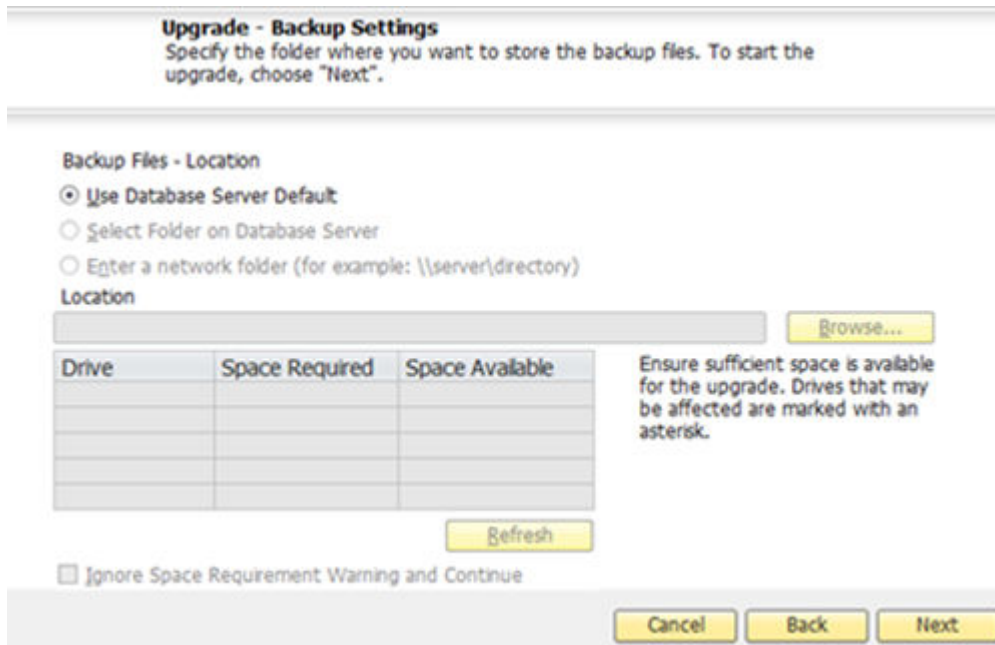 Upgrade - Backup Settings
Specify the folder where you want to store the backup files. To start the
upgrade, choose "Next".
Backup Files - Location
Use Database Server Default
Select Folder on Database Server
Enter a network folder (for example: \\server\directory)
Location
Browse...
Drive Space Required Space Available
Ensure sufficient space is available
for the upgrade. Drives that may
be affected are marked with an
asterisk.
Refresh
Ignore Space Requirement Warning and Continue
Cancel Back Next